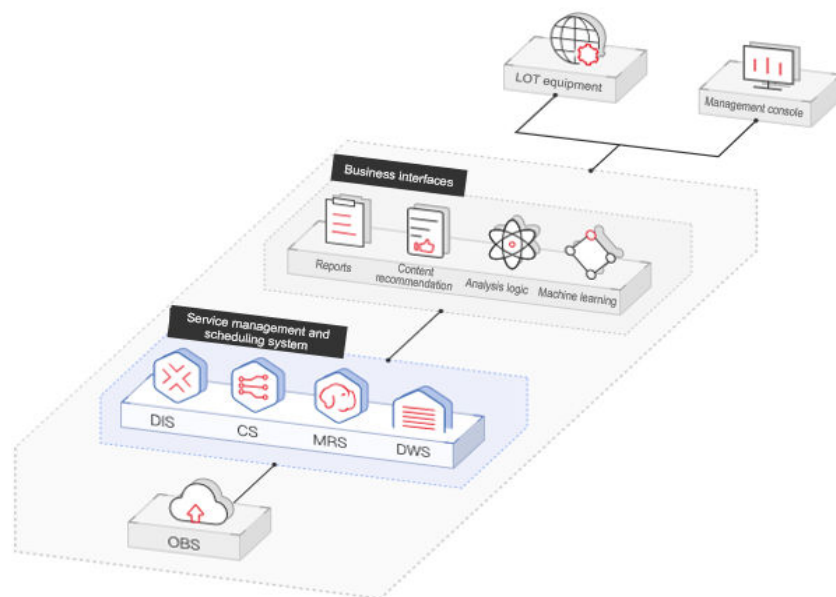 LOT equipment
Management console
Business interfaces
Reports
Content
recommendation
Analysis logic
Machine learning
Service management and
scheduling system
DIS
CS
MRS
DWS
OBS